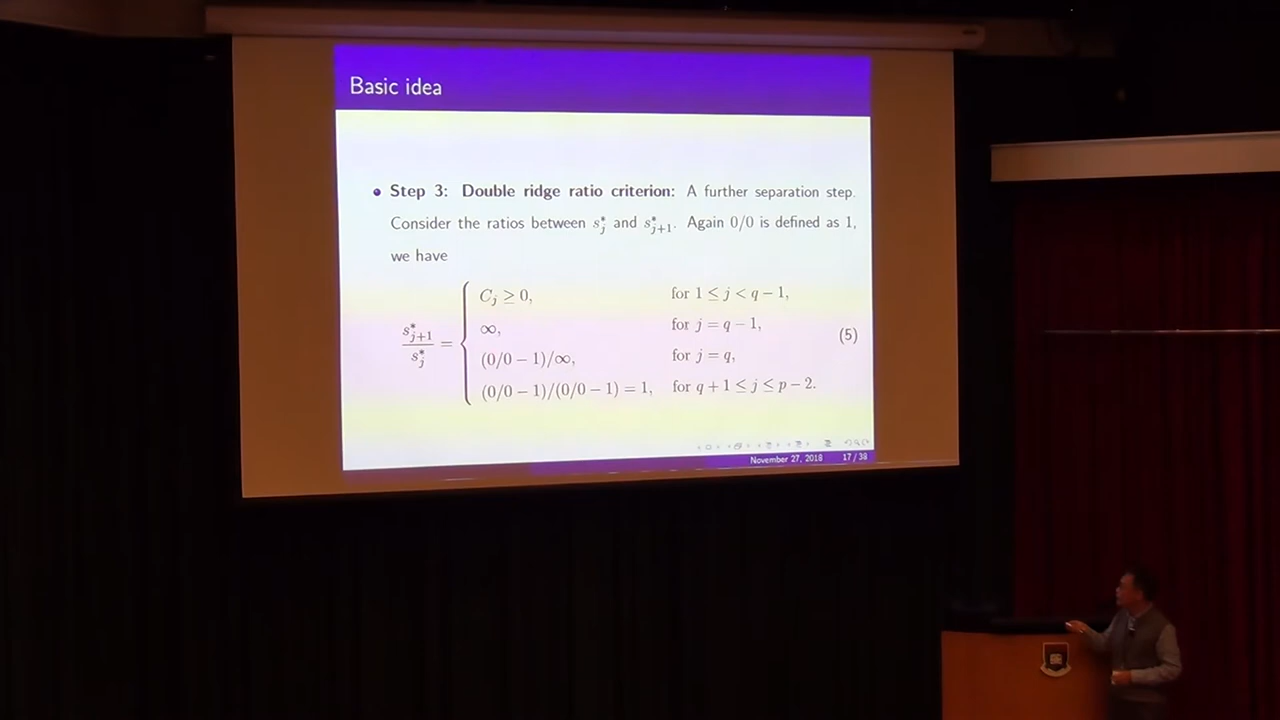 Basic idea
Step 3: Double ridge ratio criterion: A further separation step.
Consider the ratios between s*_j and s*_{j+1}. Again 0/0 is defined as 1,
we have
s*_{j+1} / s*_j = { C_j ≥ 0, for 1 ≤ j < q − 1,
∞, for j = q − 1,
(0/0 − 1)/∞, for j = q,
(0/0 − 1)/(0/0 − 1) = 1, for q + 1 ≤ j ≤ p − 2.
(5)
November 27, 2018 17 / 38